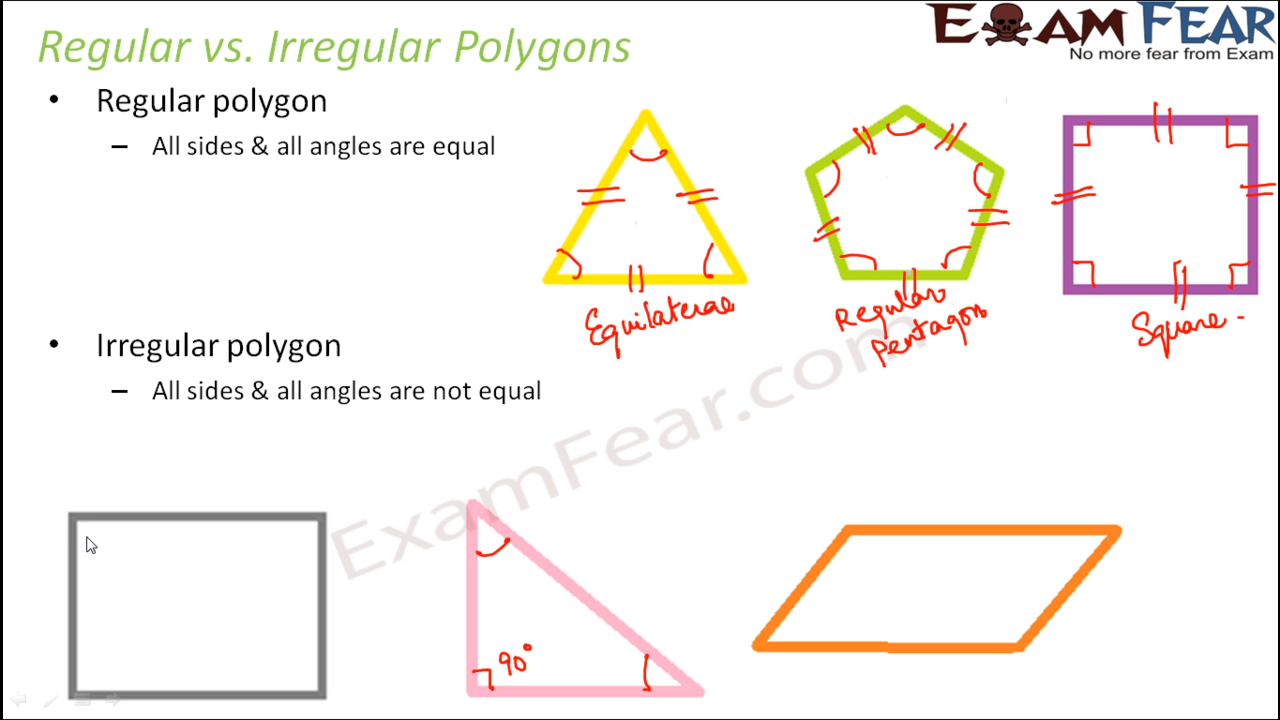 Regular vs. Irregular Polygons
EXAM FEAR
No more fear from Exam
• Regular polygon
– All sides & all angles are equal
Equilateral
Regular
Pentagon
Square
• Irregular polygon
– All sides & all angles are not equal
ExamFear.com
90°